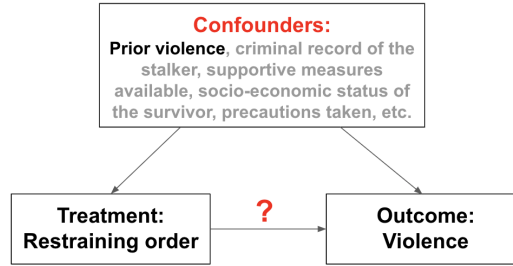 Confounders:
Prior violence, criminal record of the
stalker, supportive measures
available, socio-economic status of
the survivor, precautions taken, etc.
?
Treatment:
Restraining order
Outcome:
Violence